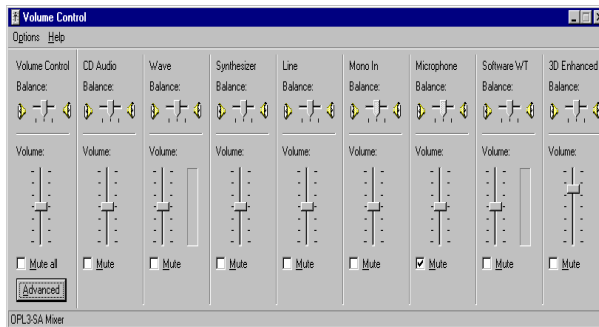 Volume Control
Options Help
Volume Control CD Audio Wave Synthesizer Line Mono In Microphone Software WT 3D Enhanced
Balance: Balance: Balance: Balance: Balance: Balance: Balance: Balance: Balance:
Volume: Volume: Volume: Volume: Volume: Volume: Volume: Volume: Volume:
Mute all Mute Mute Mute Mute Mute Mute Mute Mute
Advanced
OPL3-SA Mixer